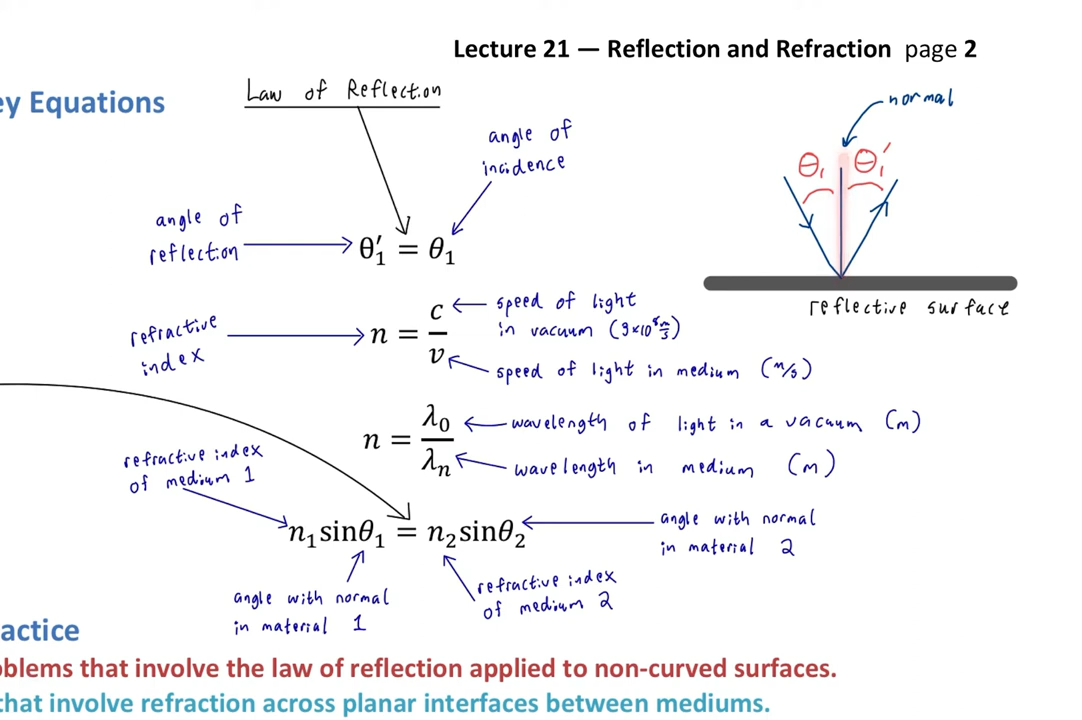 Lecture 21 — Reflection and Refraction page 2
ey Equations
Law of Reflection
normal
angle of
incidence
θ₁ θ₁′
angle of
reflection
θ₁′ = θ₁
reflective surface
refractive
index
n = c/v
speed of light
in vacuum (3×10⁸ m/s)
speed of light in medium (m/s)
n = λ₀/λₙ
wavelength of light in a vacuum (m)
wavelength in medium (m)
refractive index
of medium 1
n₁sinθ₁ = n₂sinθ₂
angle with normal
in material 2
angle with normal
in material 1
refractive index
of medium 2
actice
oblems that involve the law of reflection applied to non-curved surfaces.
that involve refraction across planar interfaces between mediums.